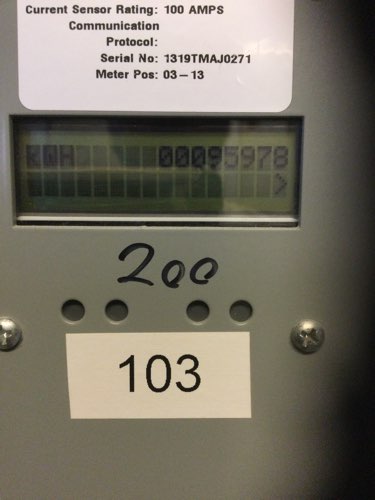 Current Sensor Rating: 100 AMPS
Communication
Protocol:
Serial No: 1319TMAJ0271
Meter Pos: 03-13
KWH 00095978
>
200
103